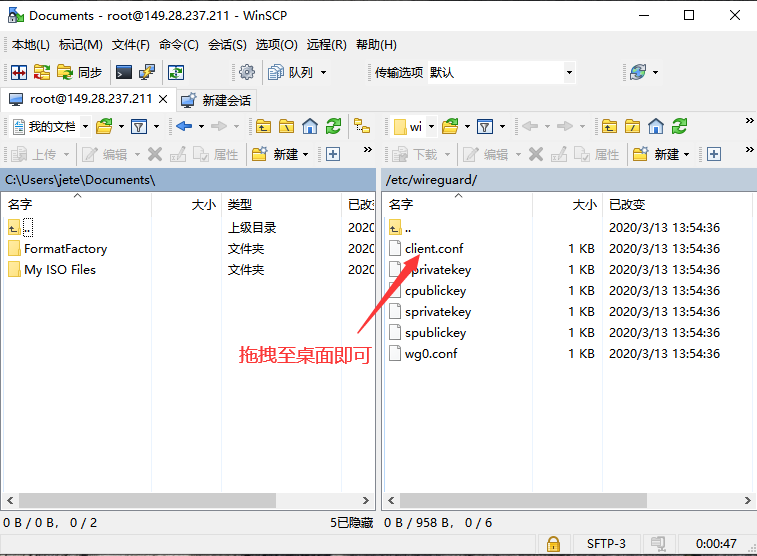 Documents - root@149.28.237.211 - WinSCP
本地(L) 标记(M) 文件(F) 命令(C) 会话(S) 选项(O) 远程(R) 帮助(H)
同步 队列 传输选项 默认
root@149.28.237.211 新建会话
我的文档 wi
上传 编辑 属性 新建 下载 编辑 属性 新建
C:\Users\jete\Documents\ /etc/wireguard/
名字 大小 类型 已改变 名字 大小 已改变
.. 上级目录 2020 .. 2020/3/13 13:54:36
FormatFactory 文件夹 2020 client.conf 1 KB 2020/3/13 13:54:36
My ISO Files 文件夹 2020 cprivatekey 1 KB 2020/3/13 13:54:36
cpublickey 1 KB 2020/3/13 13:54:36
sprivatekey 1 KB 2020/3/13 13:54:36
spublickey 1 KB 2020/3/13 13:54:36
wg0.conf 1 KB 2020/3/13 13:54:36
拖拽至桌面即可
0 B / 0 B, 0 / 2 5已隐藏 0 B / 958 B, 0 / 6
SFTP-3 0:00:47